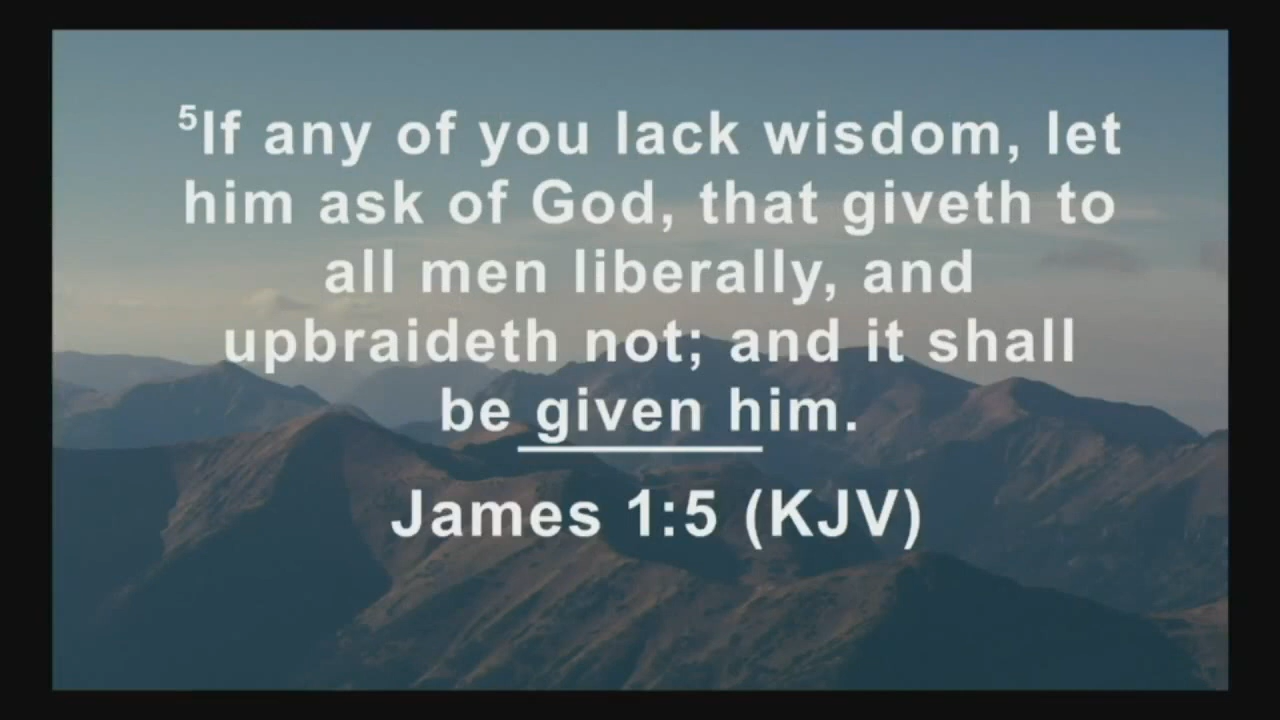 ⁵If any of you lack wisdom, let
him ask of God, that giveth to
all men liberally, and
upbraideth not; and it shall
be given him.
James 1:5 (KJV)